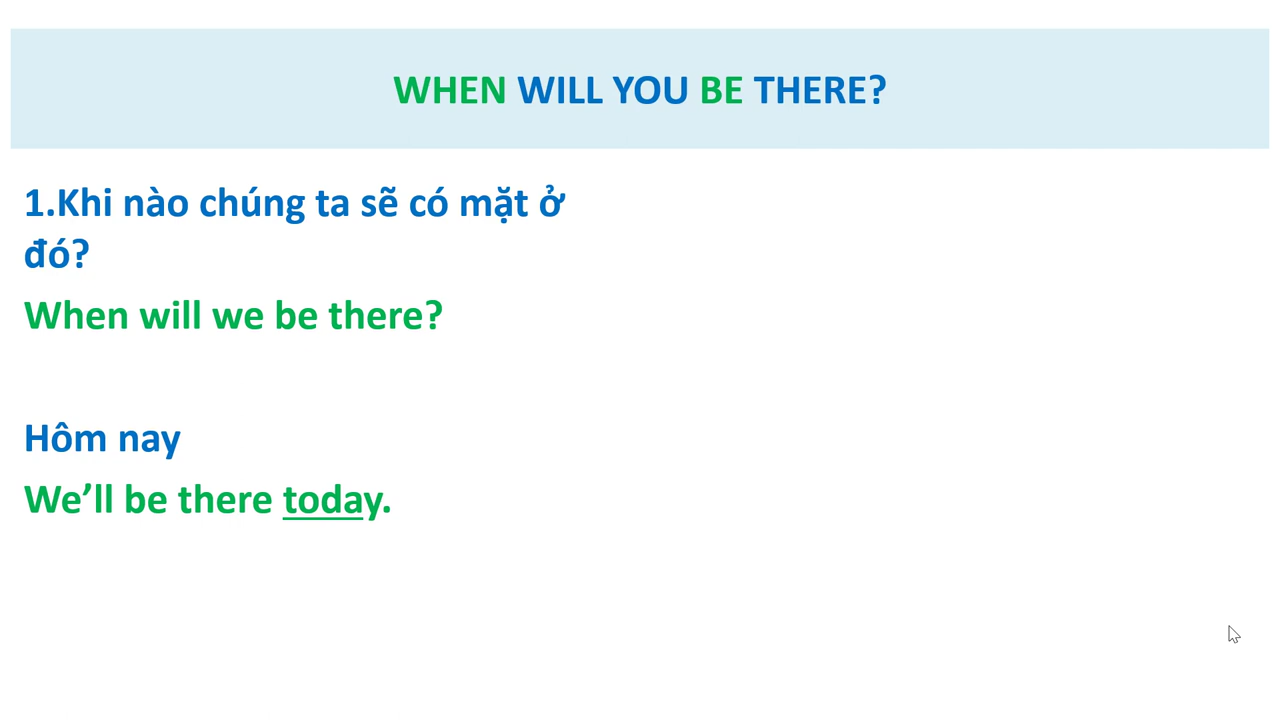 WHEN WILL YOU BE THERE?
1.Khi nào chúng ta sẽ có mặt ở
đó?
When will we be there?
Hôm nay
We’ll be there today.